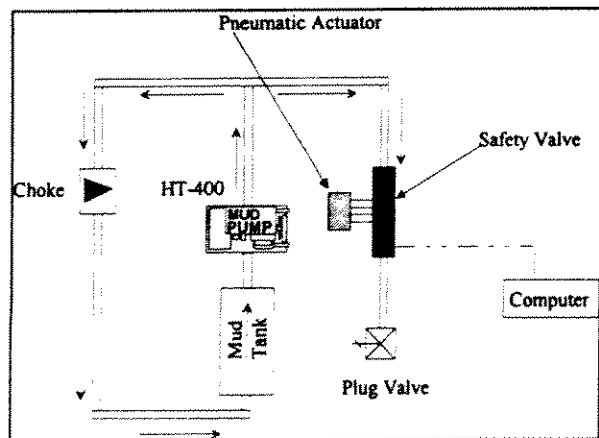 Pneumatic Actuator
Safety Valve
Choke
HT-400
MUD
PUMP
Computer
Mud
Tank
Plug Valve